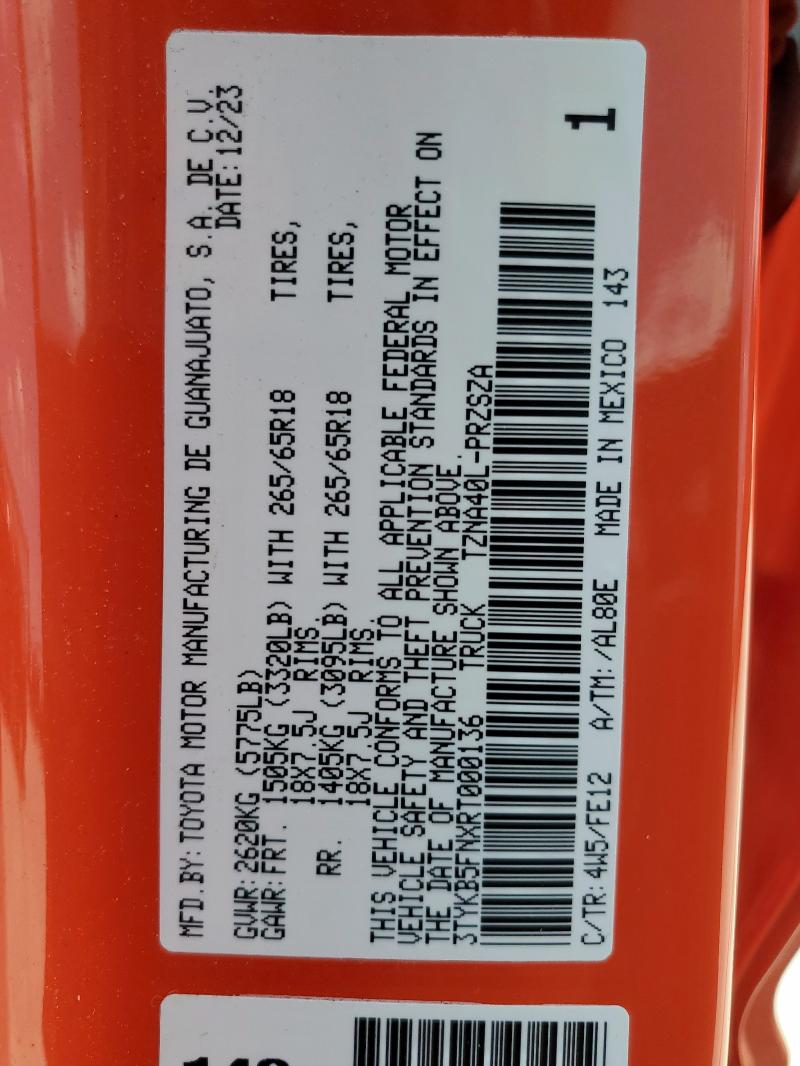 MFD.BY:TOYOTA MOTOR MANUFACTURING DE GUANAJUATO, S.A. DE C.V.
DATE:12/23
GVWR:2620KG (5775LB)
GAWR:FRT. 1505KG (3320LB) WITH 265/65R18 TIRES,
18X7.5J RIMS.
RR. 1405KG (3095LB) WITH 265/65R18 TIRES,
18X7.5J RIMS.
THIS VEHICLE CONFORMS TO ALL APPLICABLE FEDERAL MOTOR
VEHICLE SAFETY AND THEFT PREVENTION STANDARDS IN EFFECT ON
THE DATE OF MANUFACTURE SHOWN ABOVE.
3TYKB5FNXRT000136 TRUCK TZNA40L-PRZSZA
1
C/TR:4W5/FE12 A/TM:/AL80E MADE IN MEXICO 143